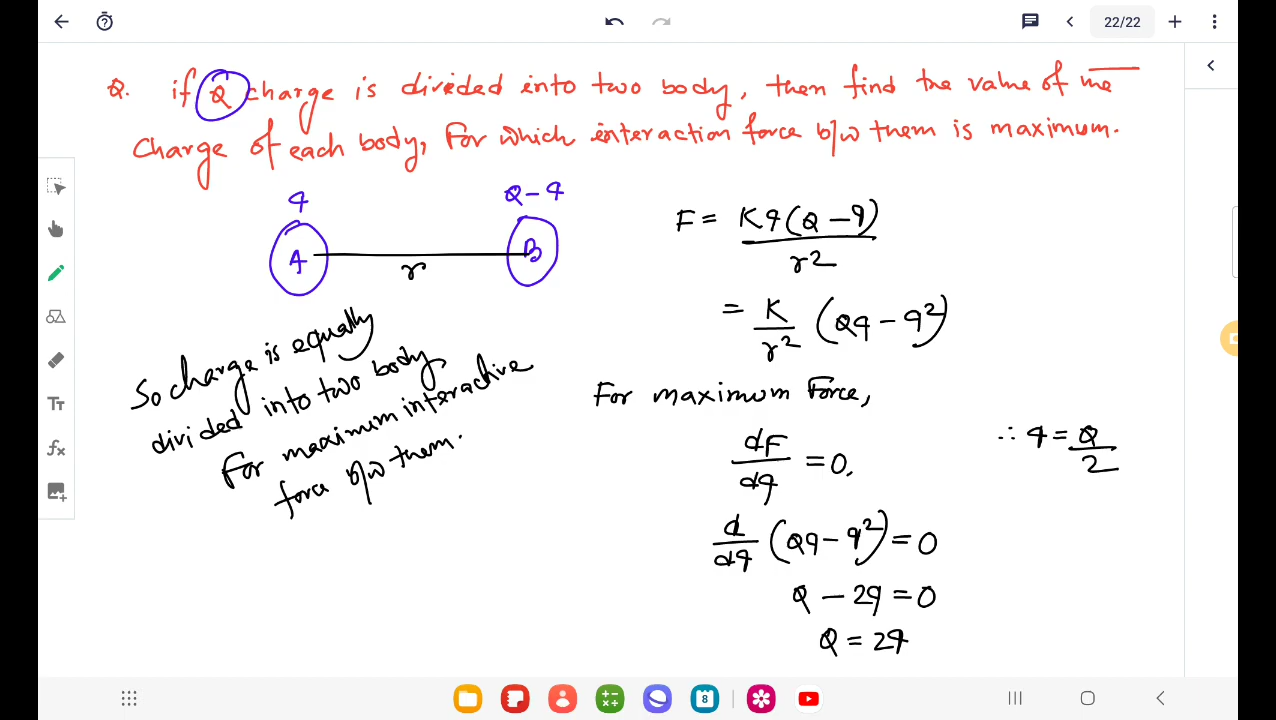 22/22
Q. if Q charge is divided into two body, then find the value of the
charge of each body, For which interaction force b/w them is maximum.
q
Q-q
A
B
r
F = Kq(Q-q)/r²
= K/r² (Qq-q²)
So charge is equally
divided into two body
For maximum interactive
force b/w them.
For maximum Force,
dF/dq = 0,
d/dq (Qq-q²) = 0
Q - 2q = 0
Q = 2q
∴ q = Q/2
Tt
fx
8